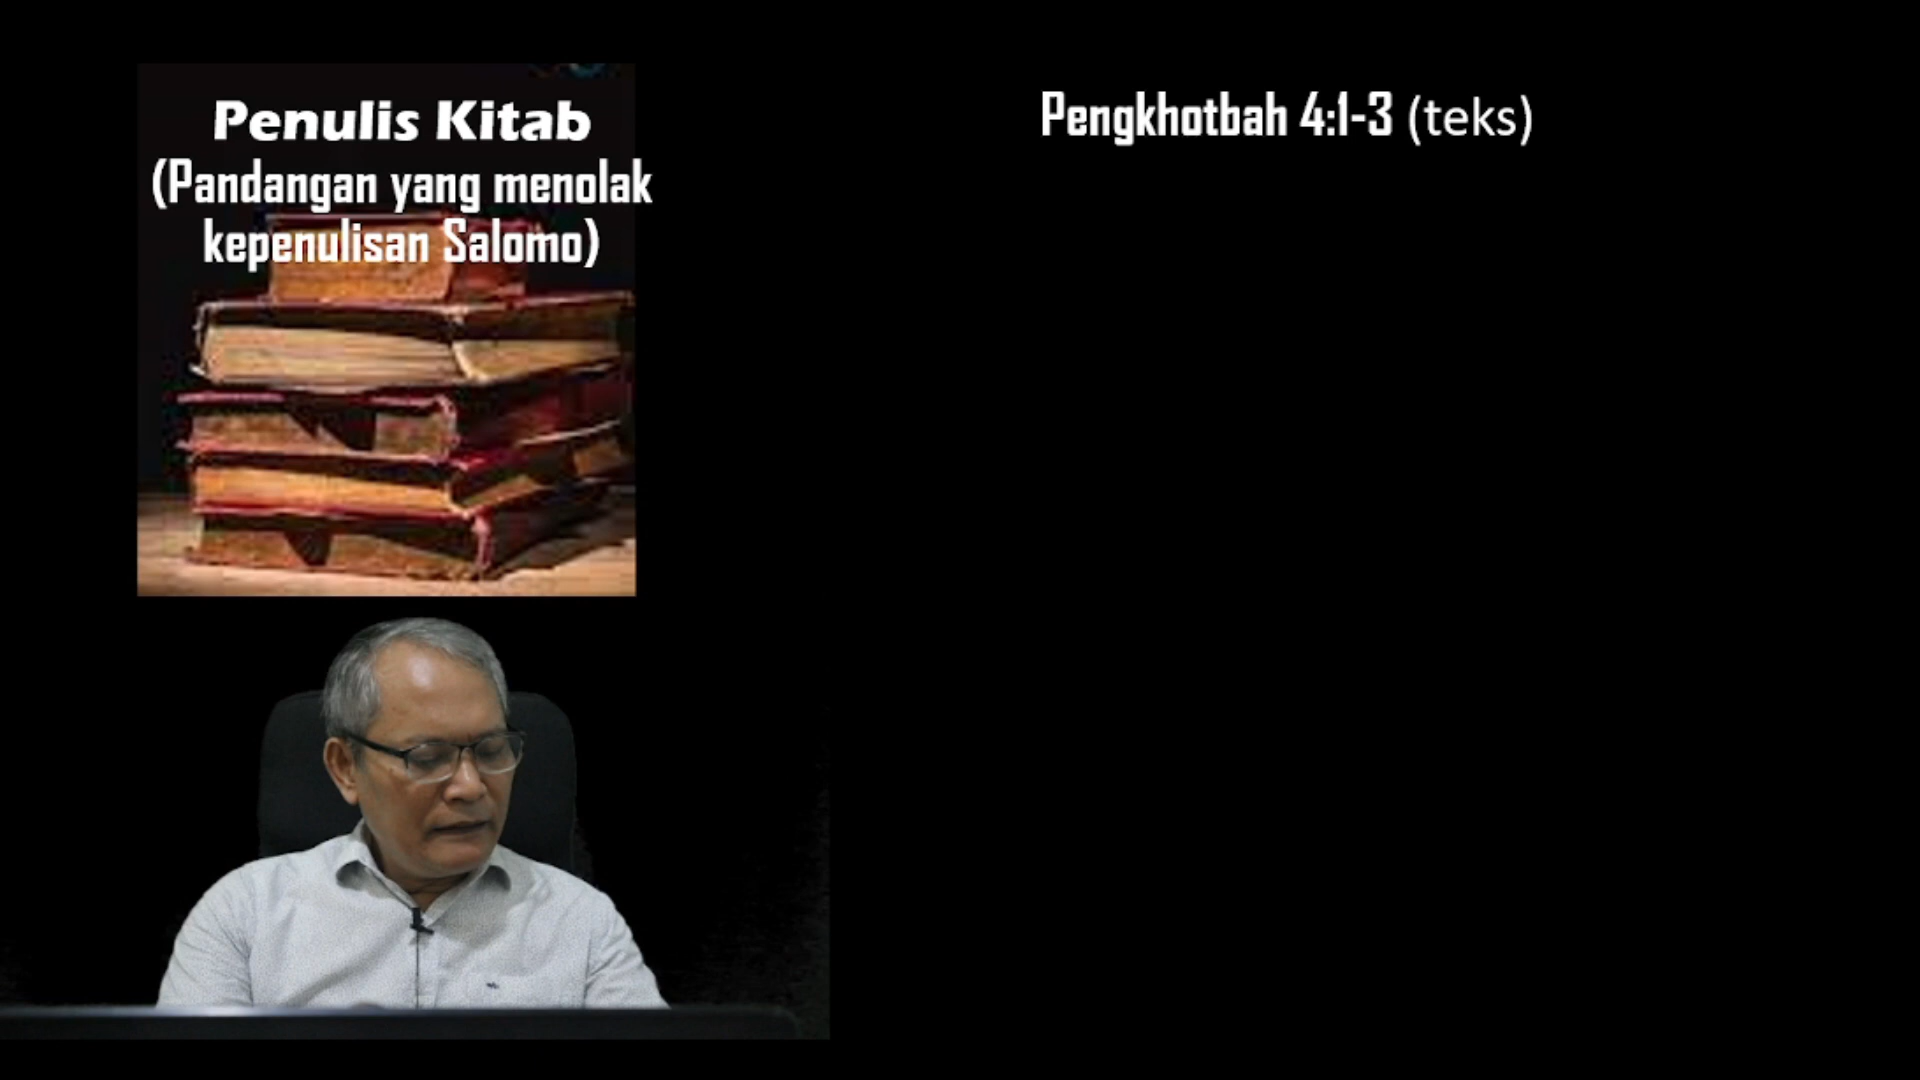 Penulis Kitab
(Pandangan yang menolak
kepenulisan Salomo)
Pengkhotbah 4:1-3 (teks)